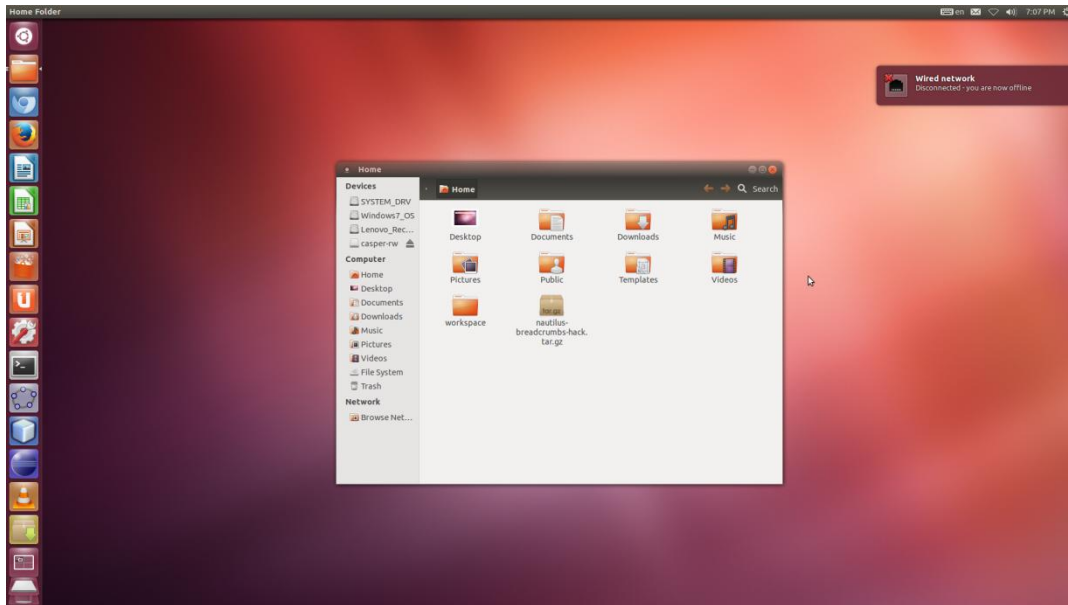 Home Folder
en
7:07 PM
Wired network
Disconnected - you are now offline
Home
Devices
SYSTEM_DRV
Windows7_OS
Lenovo_Rec...
casper-rw
Computer
Home
Desktop
Documents
Downloads
Music
Pictures
Videos
File System
Trash
Network
Browse Net...
Home
Search
Desktop
Documents
Downloads
Music
Pictures
Public
Templates
Videos
workspace
tar.gz
nautilus-
breadcrumbs-hack.
tar.gz